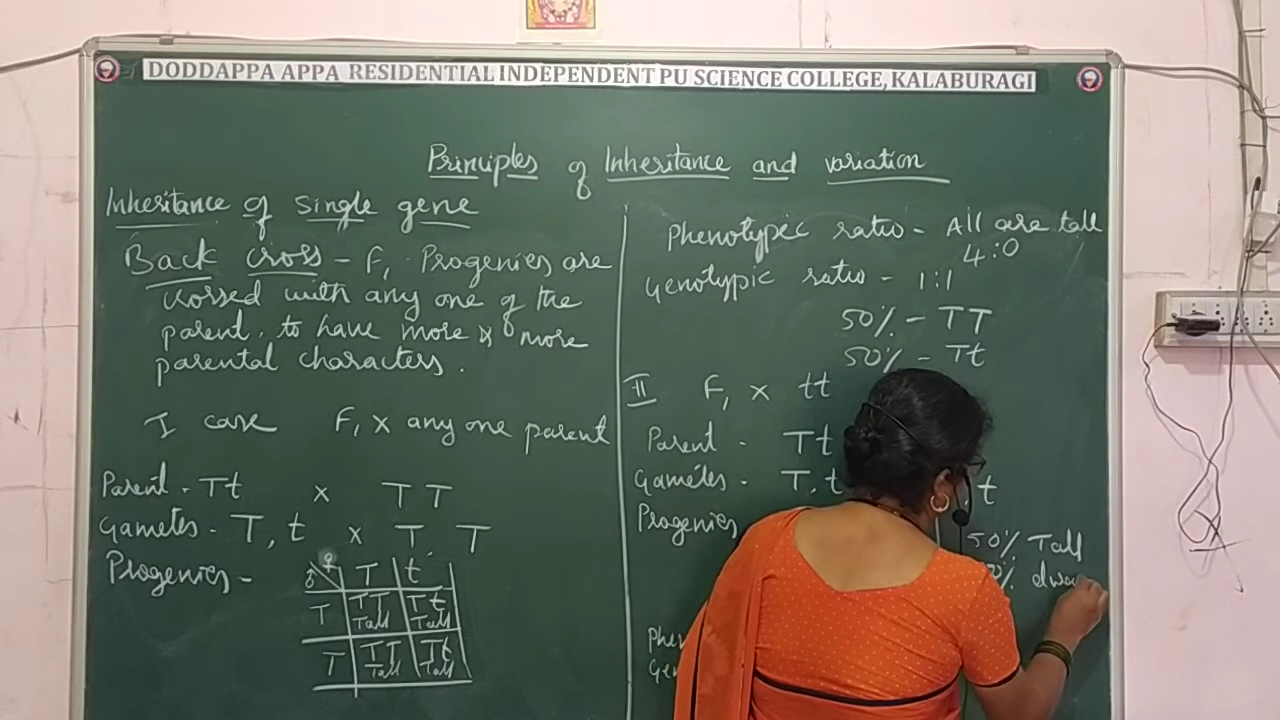 DODDAPPA APPA RESIDENTIAL INDEPENDENT PU SCIENCE COLLEGE, KALABURAGI
Principles of Inheritance and variation
Inheritance of single gene
Back cross - F1 Progenies are
crossed with any one of the
parent, to have more & more
parental characters.
I case F1 x any one parent
Parent - Tt x TT
Gametes - T, t x T, T
Progenies -
♂ ♀ T t
T TT Tall Tt Tall
T TT Tall Tt Tall
Phenotypic ratio - All are tall
4:0
Genotypic ratio - 1:1
50% - TT
50% - Tt
II F1 x tt
Parent - Tt
Gametes - T, t , t
Progenies
50% Tall
0% dwa
Phe
Gen